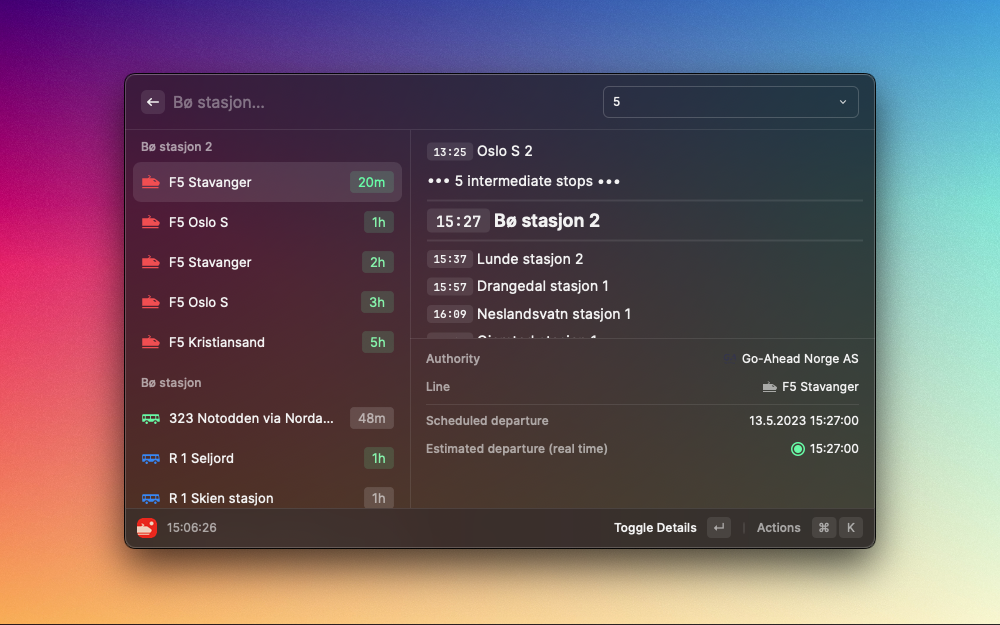 Bø stasjon...
5
Bø stasjon 2
F5 Stavanger 20m
F5 Oslo S 1h
F5 Stavanger 2h
F5 Oslo S 3h
F5 Kristiansand 5h
Bø stasjon
323 Notodden via Norda... 48m
R 1 Seljord 1h
R 1 Skien stasjon 1h
13:25 Oslo S 2
••• 5 intermediate stops •••
15:27 Bø stasjon 2
15:37 Lunde stasjon 2
15:57 Drangedal stasjon 1
16:09 Neslandsvatn stasjon 1
Authority Go-Ahead Norge AS
Line F5 Stavanger
Scheduled departure 13.5.2023 15:27:00
Estimated departure (real time) 15:27:00
15:06:26
Toggle Details ↵ | Actions ⌘ K